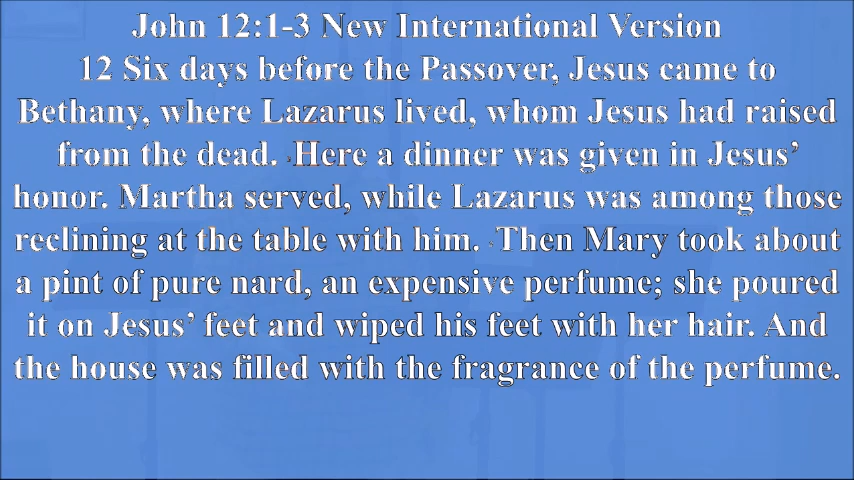 John 12:1-3 New International Version
12 Six days before the Passover, Jesus came to
Bethany, where Lazarus lived, whom Jesus had raised
from the dead.  Here a dinner was given in Jesus’
honor. Martha served, while Lazarus was among those
reclining at the table with him.  Then Mary took about
a pint of pure nard, an expensive perfume; she poured
it on Jesus’ feet and wiped his feet with her hair. And
the house was filled with the fragrance of the perfume.